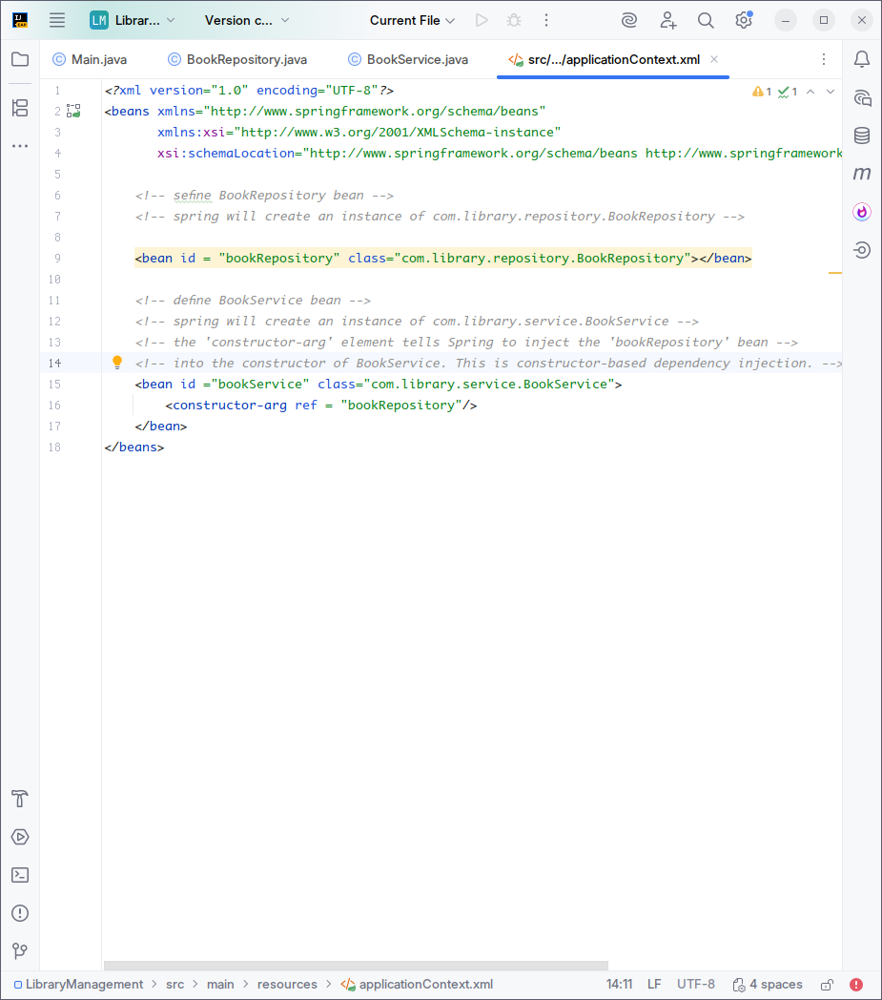 LM Librar... Version c... Current File
Main.java BookRepository.java BookService.java src/.../applicationContext.xml
1 <?xml version="1.0" encoding="UTF-8"?> 1 1
2 <beans xmlns="http://www.springframework.org/schema/beans"
3 xmlns:xsi="http://www.w3.org/2001/XMLSchema-instance"
4 xsi:schemaLocation="http://www.springframework.org/schema/beans http://www.springframework
5
6 <!-- sefine BookRepository bean -->
7 <!-- spring will create an instance of com.library.repository.BookRepository -->
8
9 <bean id = "bookRepository" class="com.library.repository.BookRepository"></bean>
10
11 <!-- define BookService bean -->
12 <!-- spring will create an instance of com.library.service.BookService -->
13 <!-- the 'constructor-arg' element tells Spring to inject the 'bookRepository' bean -->
14 <!-- into the constructor of BookService. This is constructor-based dependency injection. -->
15 <bean id ="bookService" class="com.library.service.BookService">
16 <constructor-arg ref = "bookRepository"/>
17 </bean>
18 </beans>
LibraryManagement > src > main > resources > applicationContext.xml 14:11 LF UTF-8 4 spaces